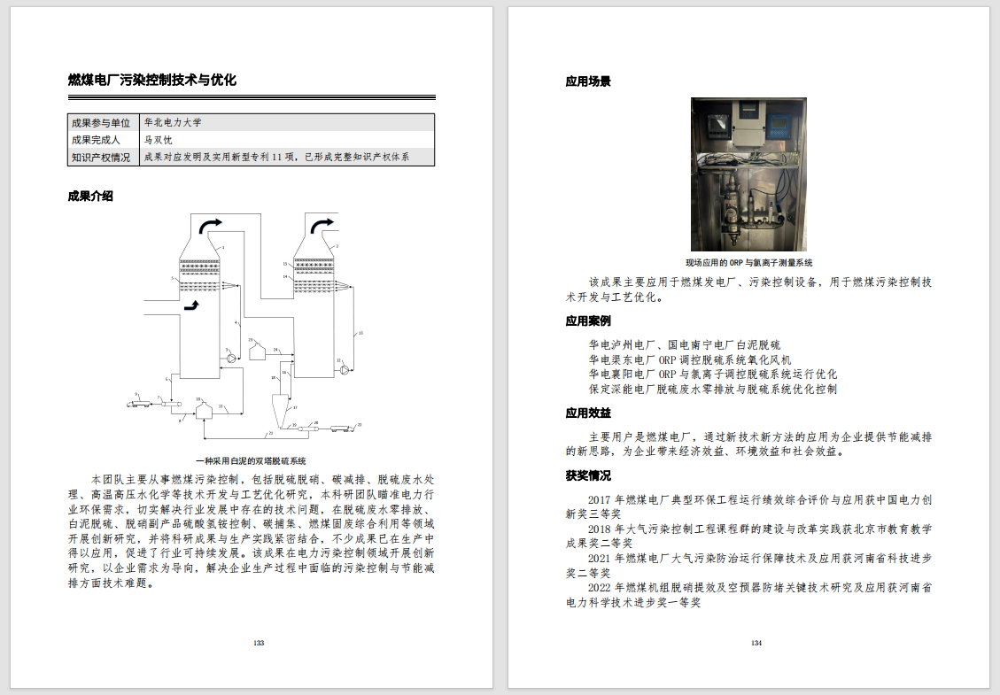 燃煤电厂污染控制技术与优化
成果参与单位 华北电力大学
成果完成人 马双忱
知识产权情况 成果对应发明及实用新型专利 11 项，已形成完整知识产权体系
成果介绍
1
2
15
14
5
4
13
3
23
24
12
6
18
16
9
7
10
11
17
8
19
20
22
21
一种采用白泥的双塔脱硫系统
本团队主要从事燃煤污染控制，包括脱硫脱硝、碳减排、脱硫废水处
理、高温高压水化学等技术开发与工艺优化研究，本科研团队瞄准电力行
业环保需求，切实解决行业发展中存在的技术问题，在脱硫废水零排放、
白泥脱硫、脱硝副产品硫酸氢铵控制、碳捕集、燃煤固废综合利用等领域
开展创新研究，并将科研成果与生产实践紧密结合，不少成果已在生产中
得以应用，促进了行业可持续发展。该成果在电力污染控制领域开展创新
研究，以企业需求为导向，解决企业生产过程中面临的污染控制与节能减
排方面技术难题。
133
应用场景
现场应用的 ORP 与氯离子测量系统
该成果主要应用于燃煤发电厂、污染控制设备，用于燃煤污染控制技
术开发与工艺优化。
应用案例
华电泸州电厂、国电南宁电厂白泥脱硫
华电渠东电厂 ORP 调控脱硫系统氧化风机
华电襄阳电厂 ORP 与氯离子调控脱硫系统运行优化
保定深能电厂脱硫废水零排放与脱硫系统优化控制
应用效益
主要用户是燃煤电厂，通过新技术新方法的应用为企业提供节能减排
的新思路，为企业带来经济效益、环境效益和社会效益。
获奖情况
2017 年燃煤电厂典型环保工程运行绩效综合评价与应用获中国电力创
新奖三等奖
2018 年大气污染控制工程课程群的建设与改革实践获北京市教育教学
成果奖二等奖
2021 年燃煤电厂大气污染防治运行保障技术及应用获河南省科技进步
奖二等奖
2022 年燃煤机组脱硝提效及空预器防堵关键技术研究及应用获河南省
电力科学技术进步奖一等奖
134